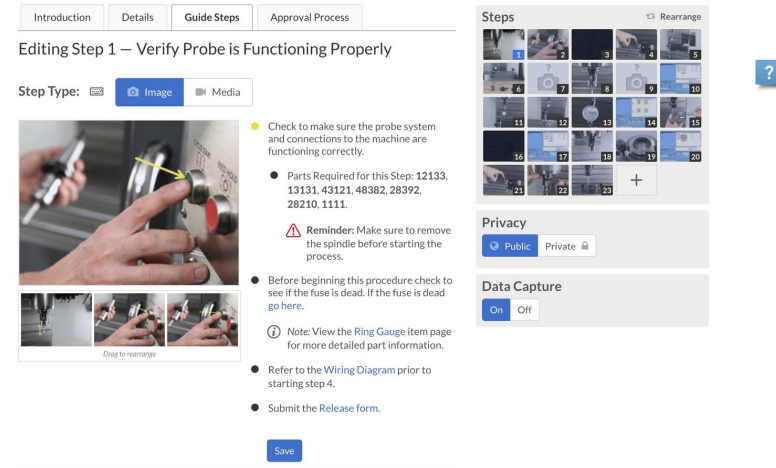 Introduction
Details
Guide Steps
Approval Process
Editing Step 1 — Verify Probe is Functioning Properly
Step Type:
Image
Media
Check to make sure the probe system
and connections to the machine are
functioning correctly.
Parts Required for this Step: 12133,
13131, 43121, 48382, 28392,
28210, 1111.
Reminder: Make sure to remove
the spindle before starting the
process.
Before beginning this procedure check to
see if the fuse is dead. If the fuse is dead
go here.
Note: View the Ring Gauge item page
for more detailed part information.
Refer to the Wiring Diagram prior to
starting step 4.
Submit the Release form.
Save
CYCLE START
FEED HOLD
Drag to rearrange
Steps
Rearrange
1
2
3
4
5
6
7
8
9
10
11
12
13
14
15
16
17
18
19
20
21
22
23
+
Privacy
Public
Private
Data Capture
On
Off
?